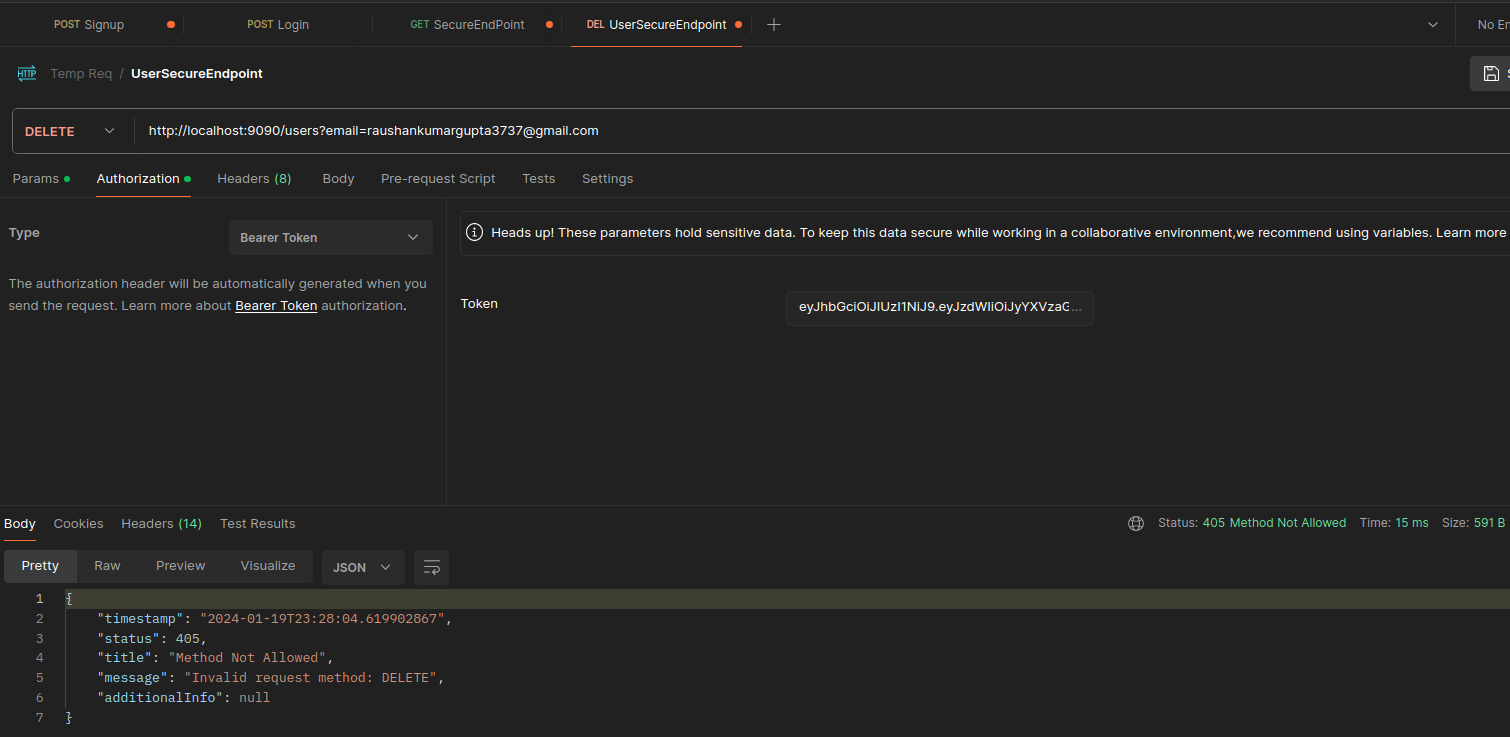 POST Signup POST Login GET SecureEndPoint DEL UserSecureEndpoint No En
HTTP Temp Req / UserSecureEndpoint S
DELETE http://localhost:9090/users?email=raushankumargupta3737@gmail.com
Params Authorization Headers (8) Body Pre-request Script Tests Settings
Type Bearer Token
The authorization header will be automatically generated when you
send the request. Learn more about Bearer Token authorization.
Heads up! These parameters hold sensitive data. To keep this data secure while working in a collaborative environment,we recommend using variables. Learn more
Token eyJhbGciOiJIUzI1NiJ9.eyJzdWIiOiJyYXVzaG...
Body Cookies Headers (14) Test Results Status: 405 Method Not Allowed Time: 15 ms Size: 591 B
Pretty Raw Preview Visualize JSON
1 {
2 "timestamp": "2024-01-19T23:28:04.619902867",
3 "status": 405,
4 "title": "Method Not Allowed",
5 "message": "Invalid request method: DELETE",
6 "additionalInfo": null
7 }